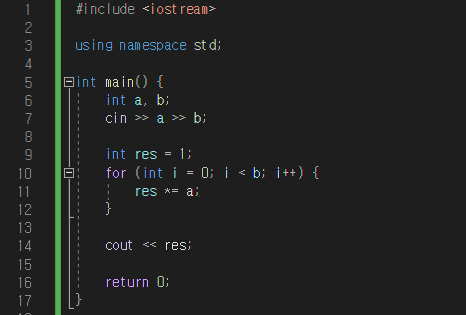 1 #include <iostream>
2
3 using namespace std;
4
5 int main() {
6 int a, b;
7 cin >> a >> b;
8
9 int res = 1;
10 for (int i = 0; i < b; i++) {
11 res *= a;
12 }
13
14 cout << res;
15
16 return 0;
17 }